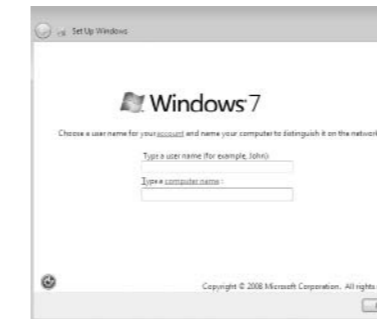 Set Up Windows
Windows 7
Choose a user name for your account and name your computer to distinguish it on the network
Type a user name (for example, John):
Type a computer name :
Copyright © 2008 Microsoft Corporation. All rights